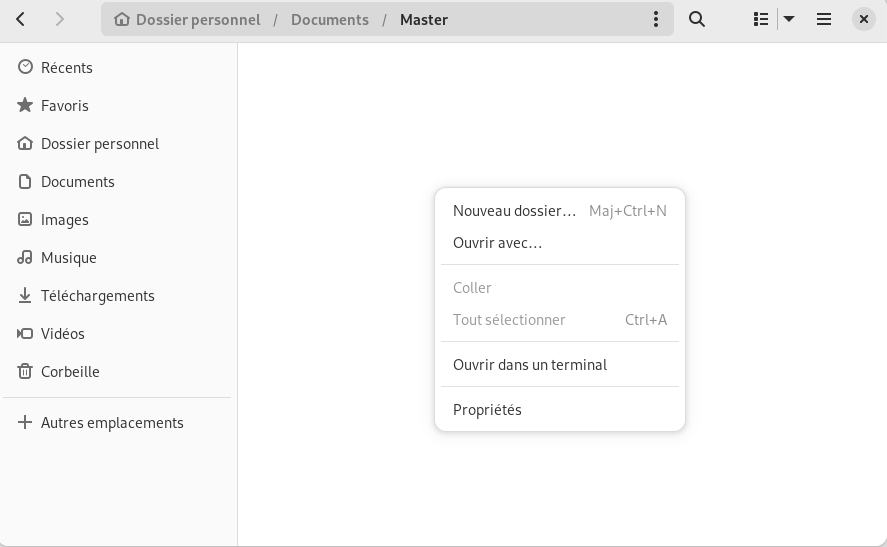 Dossier personnel / Documents / Master
Récents
Favoris
Dossier personnel
Documents
Images
Musique
Téléchargements
Vidéos
Corbeille
Autres emplacements
Nouveau dossier… Maj+Ctrl+N
Ouvrir avec…
Coller
Tout sélectionner Ctrl+A
Ouvrir dans un terminal
Propriétés